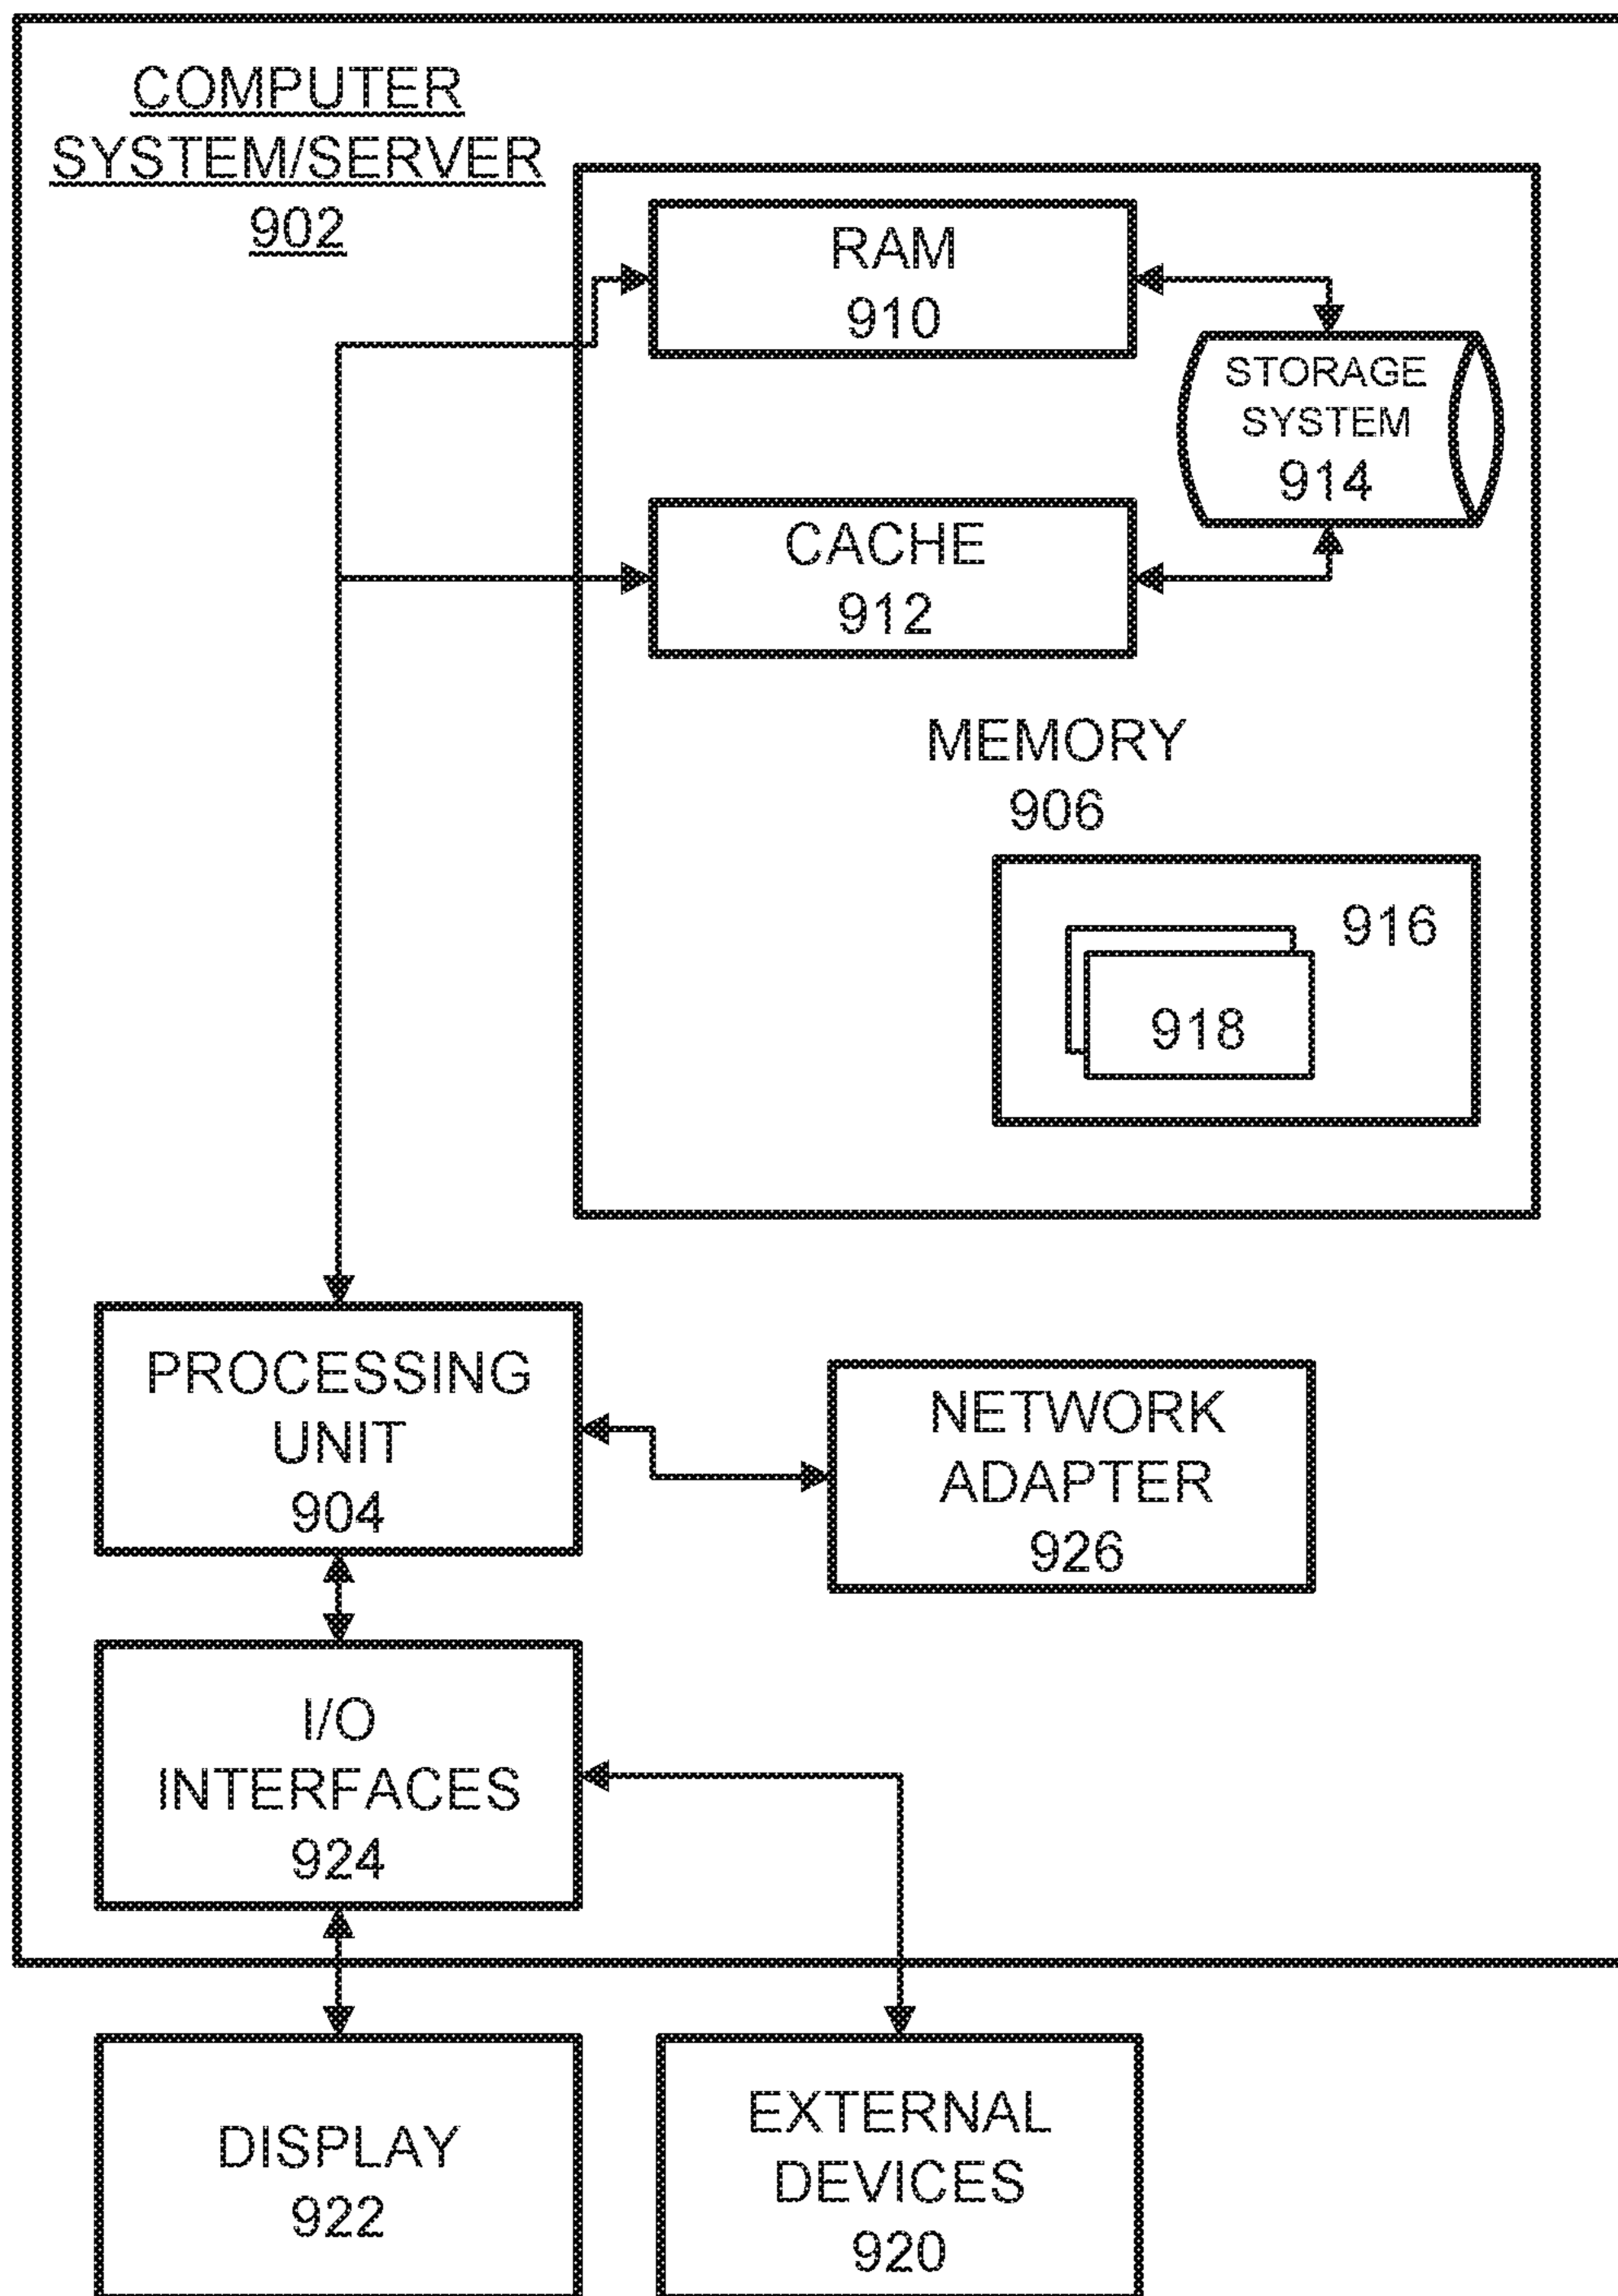 COMPUTER
SYSTEM/SERVER
902
RAM
910
STORAGE
SYSTEM
914
CACHE
912
MEMORY
906
916
918
PROCESSING
UNIT
904
NETWORK
ADAPTER
926
I/O
INTERFACES
924
DISPLAY
922
EXTERNAL
DEVICES
920